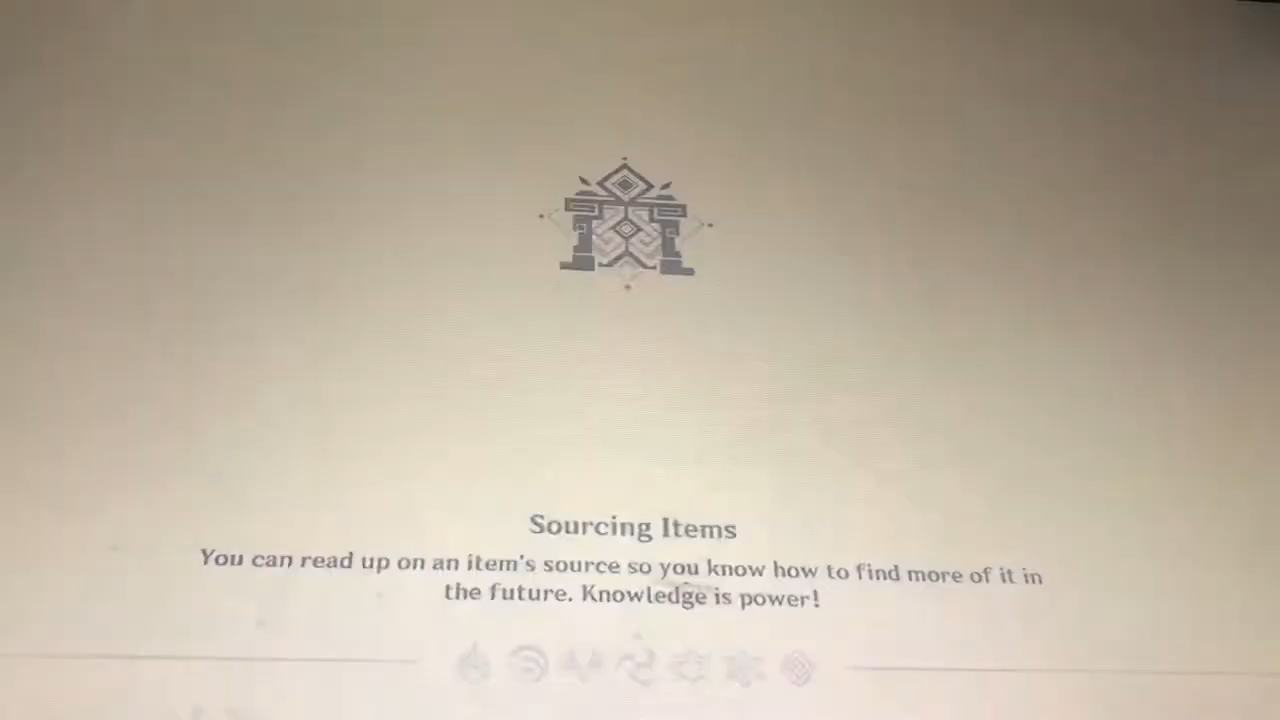 Sourcing Items
You can read up on an item's source so you know how to find more of it in
the future. Knowledge is power!